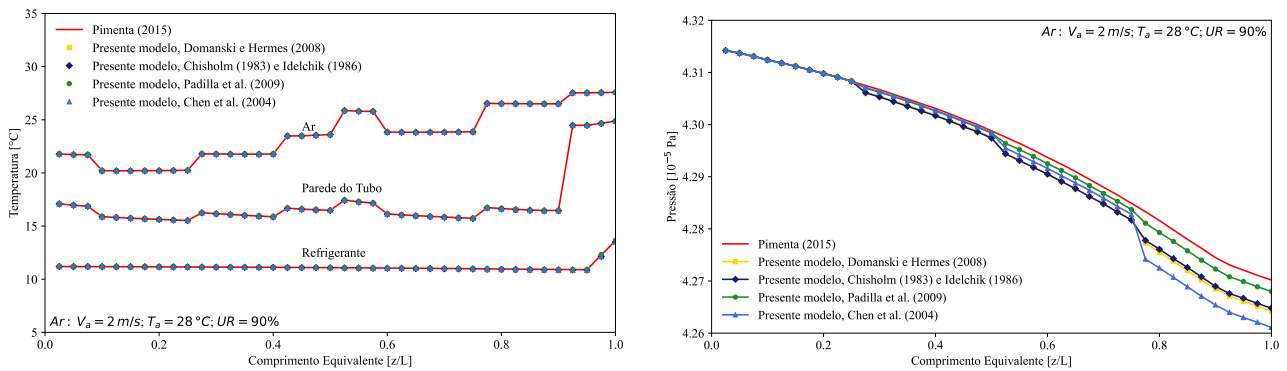 35
30
25
20
15
10
5
0.0 0.2 0.4 0.6 0.8 1.0
Temperatura [°C]
Comprimento Equivalente [z/L]
Pimenta (2015)
Presente modelo, Domanski e Hermes (2008)
Presente modelo, Chisholm (1983) e Idelchik (1986)
Presente modelo, Padilla et al. (2009)
Presente modelo, Chen et al. (2004)
Ar
Parede do Tubo
Refrigerante
Ar: Va = 2 m/s; Ta = 28 °C; UR = 90%
4.32
4.31
4.30
4.29
4.28
4.27
4.26
0.0 0.2 0.4 0.6 0.8 1.0
Pressão [10⁻⁵ Pa]
Comprimento Equivalente [z/L]
Ar: Va = 2 m/s; Ta = 28 °C; UR = 90%
Pimenta (2015)
Presente modelo, Domanski e Hermes (2008)
Presente modelo, Chisholm (1983) e Idelchik (1986)
Presente modelo, Padilla et al. (2009)
Presente modelo, Chen et al. (2004)